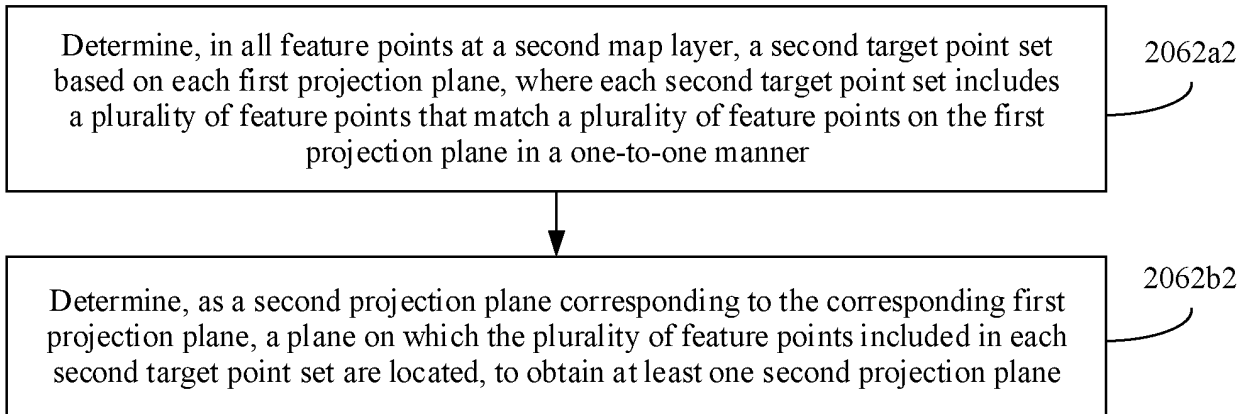 Determine, in all feature points at a second map layer, a second target point set
based on each first projection plane, where each second target point set includes
a plurality of feature points that match a plurality of feature points on the first
projection plane in a one-to-one manner
2062a2
Determine, as a second projection plane corresponding to the corresponding first
projection plane, a plane on which the plurality of feature points included in each
second target point set are located, to obtain at least one second projection plane
2062b2